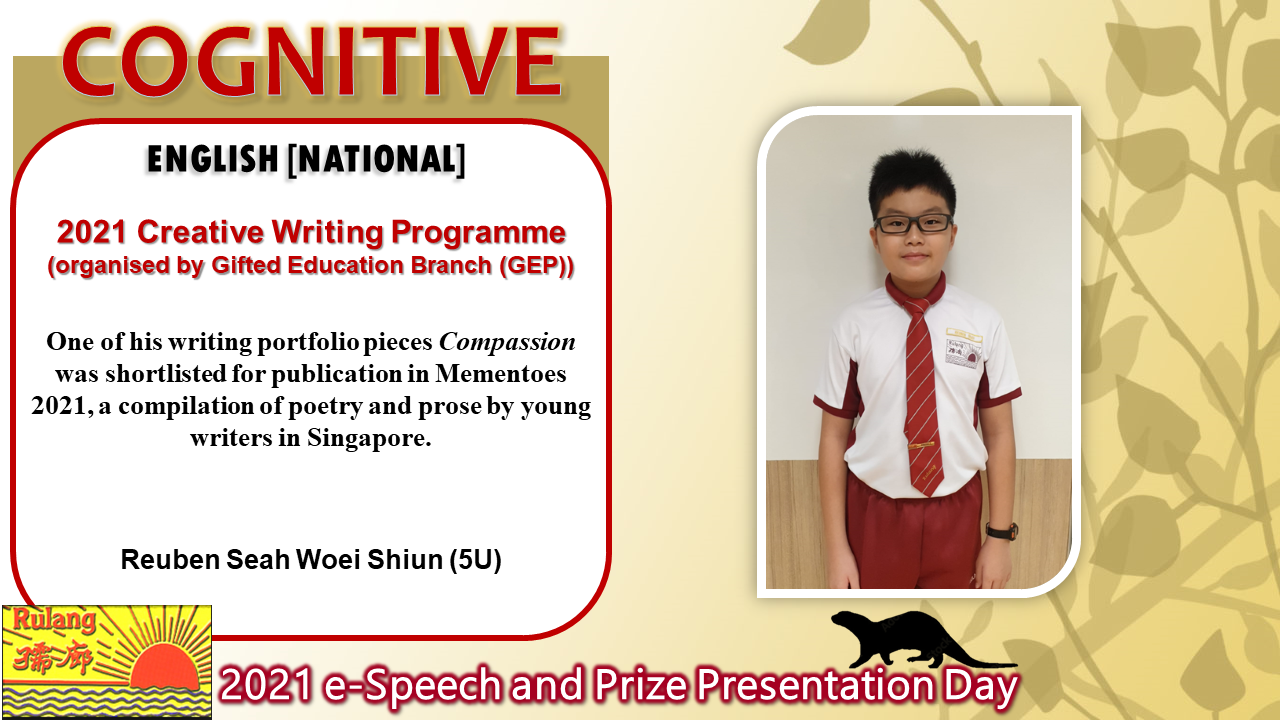 COGNITIVE
ENGLISH [NATIONAL]
2021 Creative Writing Programme
(organised by Gifted Education Branch (GEP))
One of his writing portfolio pieces Compassion
was shortlisted for publication in Mementoes
2021, a compilation of poetry and prose by young
writers in Singapore.
Reuben Seah Woei Shiun (5U)
Rulang
孺廊
2021 e-Speech and Prize Presentation Day